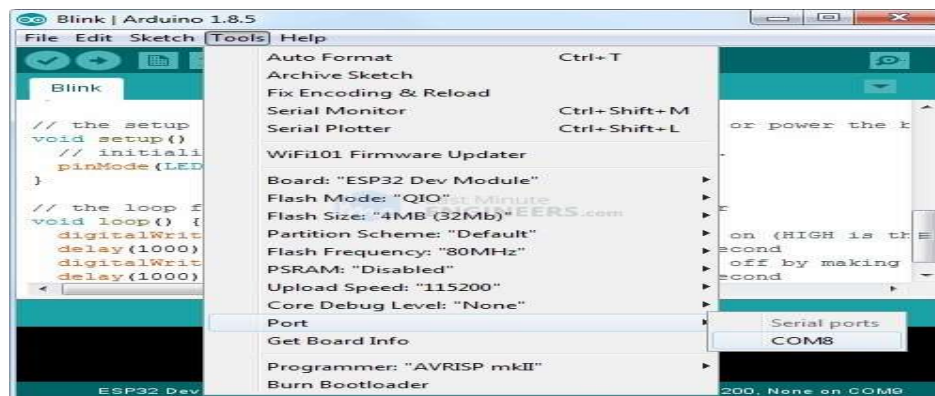 Blink | Arduino 1.8.5
File Edit Sketch Tools Help
Blink
Auto Format Ctrl+T
Archive Sketch
Fix Encoding & Reload
Serial Monitor Ctrl+Shift+M
Serial Plotter Ctrl+Shift+L
WiFi101 Firmware Updater
Board: "ESP32 Dev Module"
Flash Mode: "QIO"
Flash Size: "4MB (32Mb)"
Partition Scheme: "Default"
Flash Frequency: "80MHz"
PSRAM: "Disabled"
Upload Speed: "115200"
Core Debug Level: "None"
Port
Get Board Info
Programmer: "AVRISP mkII"
Burn Bootloader
Serial ports
COM8
// the setup
void setup()
// initiali
pinMode(LED
}
// the loop f
void loop() {
digitalWrit
delay(1000)
digitalWrit
delay(1000)
or power the
on (HIGH is
econd
off by making
econd
Minute
ENGINEERS.com
ESP32 Dev
200, None on